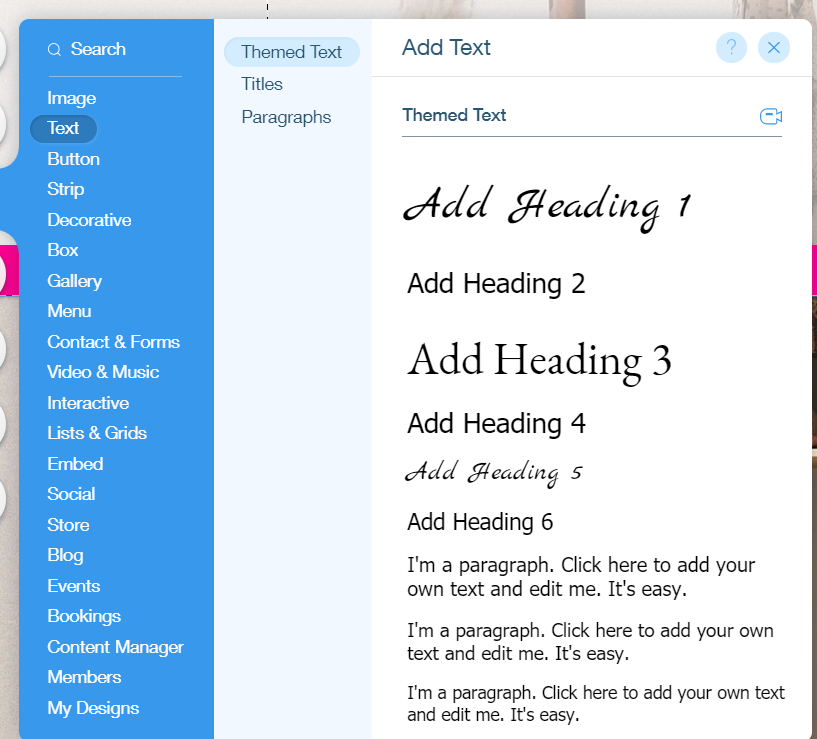 Search
Image
Text
Button
Strip
Decorative
Box
Gallery
Menu
Contact & Forms
Video & Music
Interactive
Lists & Grids
Embed
Social
Store
Blog
Events
Bookings
Content Manager
Members
My Designs
Themed Text
Titles
Paragraphs
Add Text
?
Themed Text
Add Heading 1
Add Heading 2
Add Heading 3
Add Heading 4
Add Heading 5
Add Heading 6
I'm a paragraph. Click here to add your
own text and edit me. It's easy.
I'm a paragraph. Click here to add your own
text and edit me. It's easy.
I'm a paragraph. Click here to add your own text
and edit me. It's easy.